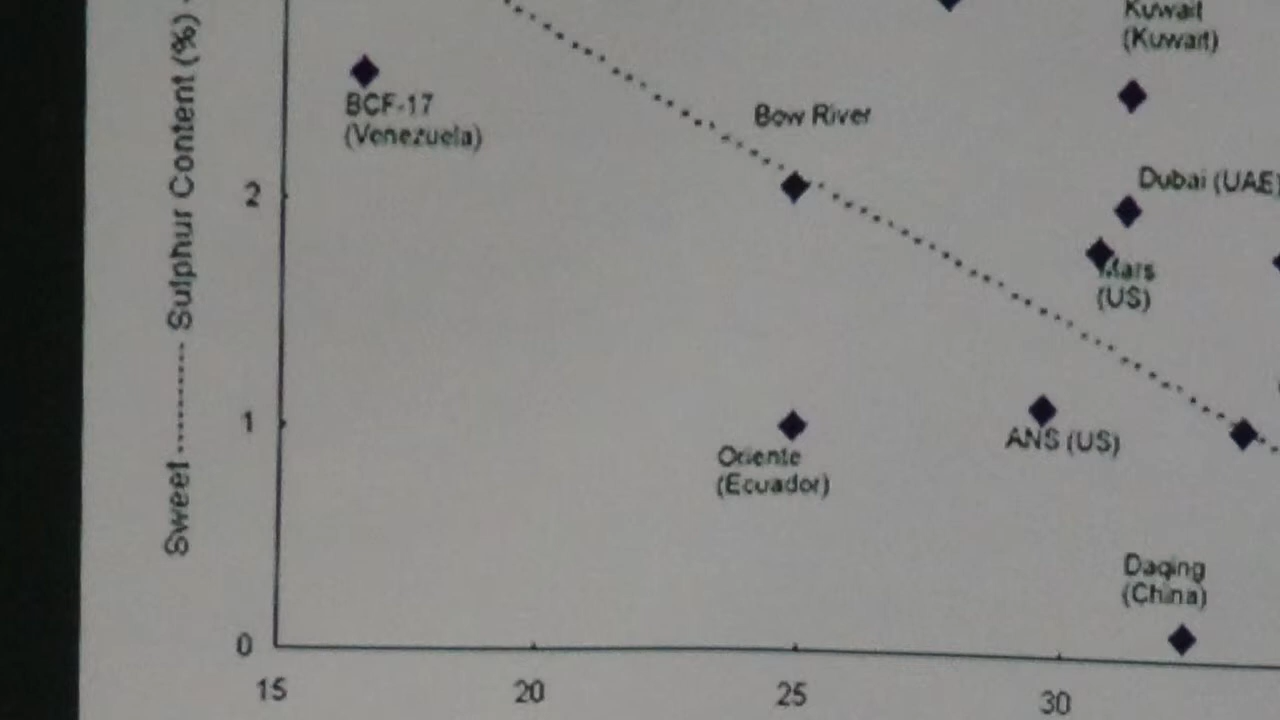 Kuwait
(Kuwait)
BCF-17
(Venezuela)
Bow River
Dubai (UAE)
Mars
(US)
Sweet ......... Sulphur Content (%)
2
1
0
Oriente
(Ecuador)
ANS (US)
Daqing
(China)
15
20
25
30